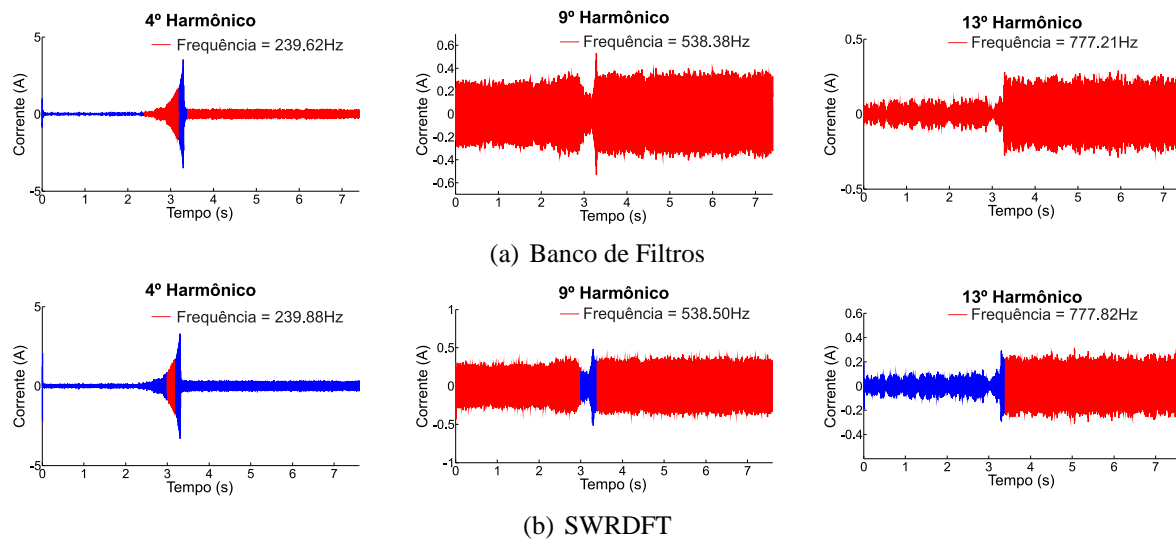 4º Harmônico
Frequência = 239.62Hz
Corrente (A)
5
0
-5
0 1 2 3 4 5 6 7
Tempo (s)
9º Harmônico
Frequência = 538.38Hz
Corrente (A)
0.6
0.4
0.2
0
-0.2
-0.4
-0.6
0 1 2 3 4 5 6 7
Tempo (s)
13º Harmônico
Frequência = 777.21Hz
Corrente (A)
0.5
0
-0.5
0 1 2 3 4 5 6 7
Tempo (s)
(a) Banco de Filtros
4º Harmônico
Frequência = 239.88Hz
Corrente (A)
5
0
-5
0 1 2 3 4 5 6 7
Tempo (s)
9º Harmônico
Frequência = 538.50Hz
Corrente (A)
1
0.5
0
-0.5
-1
0 1 2 3 4 5 6 7
Tempo (s)
13º Harmônico
Frequência = 777.82Hz
Corrente (A)
0.6
0.4
0.2
0
-0.2
-0.4
0 1 2 3 4 5 6 7
Tempo (s)
(b) SWRDFT